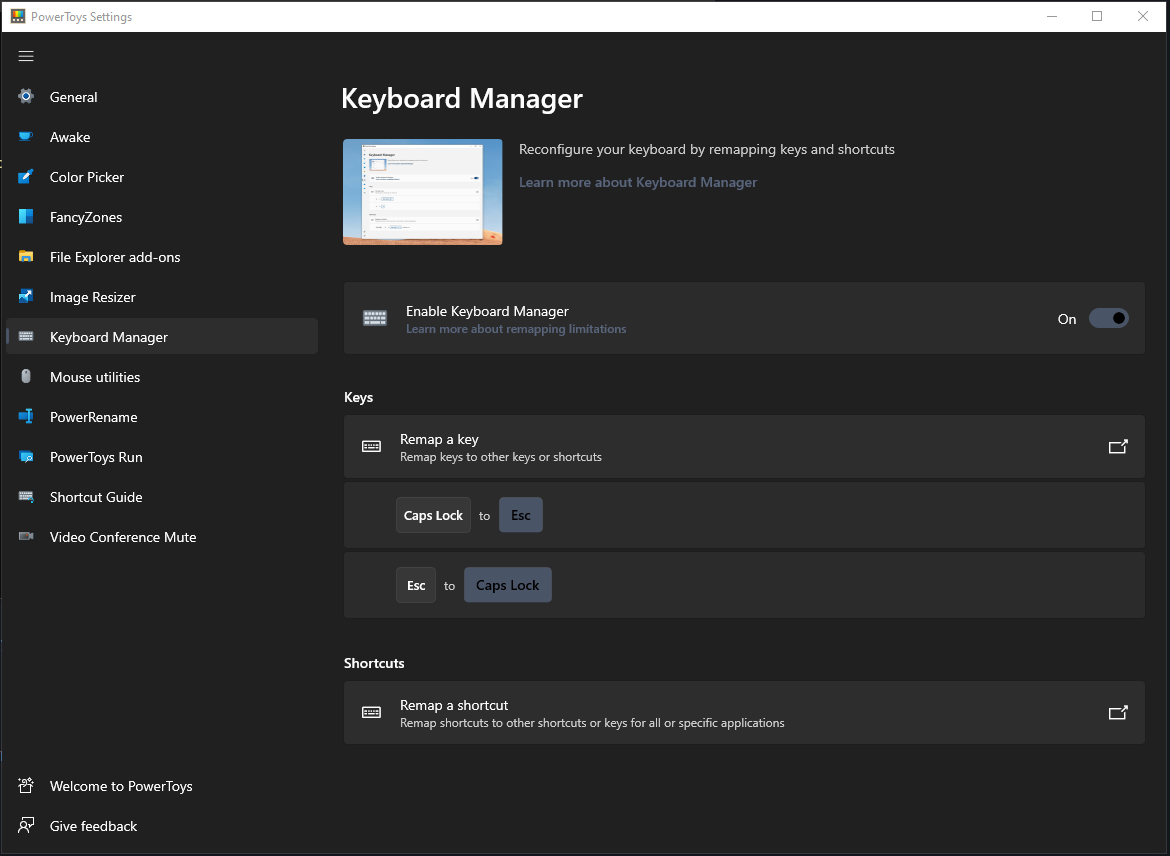 PowerToys Settings
General
Awake
Color Picker
FancyZones
File Explorer add-ons
Image Resizer
Keyboard Manager
Mouse utilities
PowerRename
PowerToys Run
Shortcut Guide
Video Conference Mute
Welcome to PowerToys
Give feedback
Keyboard Manager
Reconfigure your keyboard by remapping keys and shortcuts
Learn more about Keyboard Manager
Enable Keyboard Manager
Learn more about remapping limitations
On
Keys
Remap a key
Remap keys to other keys or shortcuts
Caps Lock to Esc
Esc to Caps Lock
Shortcuts
Remap a shortcut
Remap shortcuts to other shortcuts or keys for all or specific applications